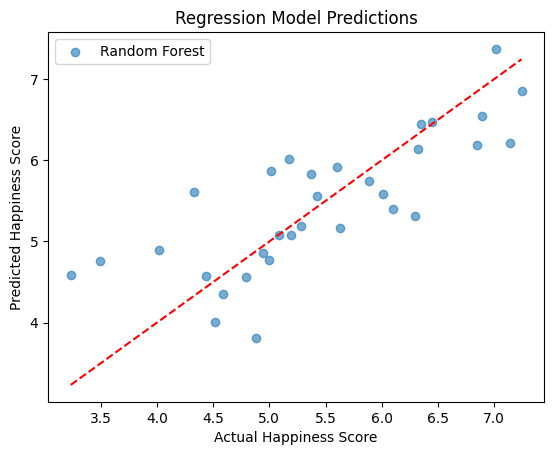 Regression Model Predictions
Random Forest
Predicted Happiness Score
7
6
5
4
3.5 4.0 4.5 5.0 5.5 6.0 6.5 7.0
Actual Happiness Score